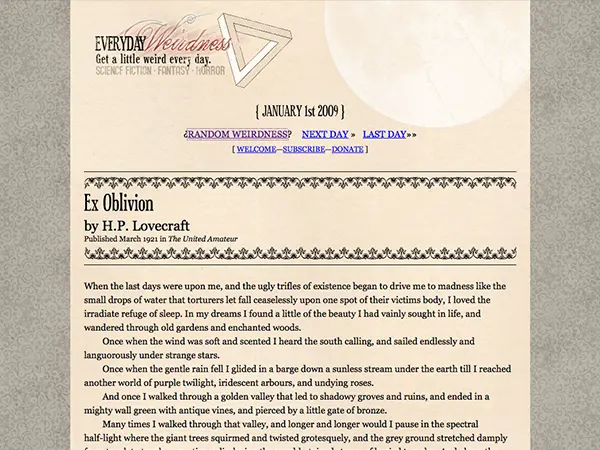 EVERYDAY Weirdness
Get a little weird every day.
SCIENCE FICTION · FANTASY · HORROR
{ JANUARY 1st 2009 }
¿RANDOM WEIRDNESS? NEXT DAY » LAST DAY»»
[ WELCOME—SUBSCRIBE—DONATE ]
Ex Oblivion
by H.P. Lovecraft
Published March 1921 in The United Amateur
When the last days were upon me, and the ugly trifles of existence began to drive me to madness like the
small drops of water that torturers let fall ceaselessly upon one spot of their victims body, I loved the
irradiate refuge of sleep. In my dreams I found a little of the beauty I had vainly sought in life, and
wandered through old gardens and enchanted woods.
Once when the wind was soft and scented I heard the south calling, and sailed endlessly and
languorously under strange stars.
Once when the gentle rain fell I glided in a barge down a sunless stream under the earth till I reached
another world of purple twilight, iridescent arbours, and undying roses.
And once I walked through a golden valley that led to shadowy groves and ruins, and ended in a
mighty wall green with antique vines, and pierced by a little gate of bronze.
Many times I walked through that valley, and longer and longer would I pause in the spectral
half-light where the giant trees squirmed and twisted grotesquely, and the grey ground stretched damply